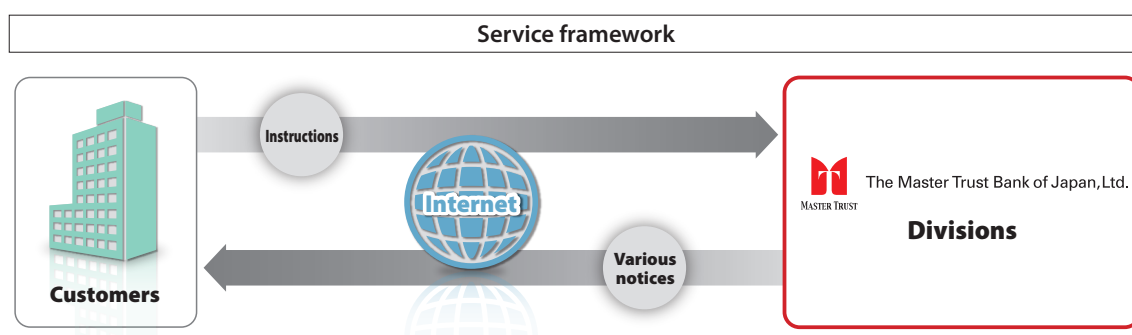 Service framework
Instructions
Internet
MASTER TRUST
The Master Trust Bank of Japan,Ltd.
Divisions
Various
notices
Customers